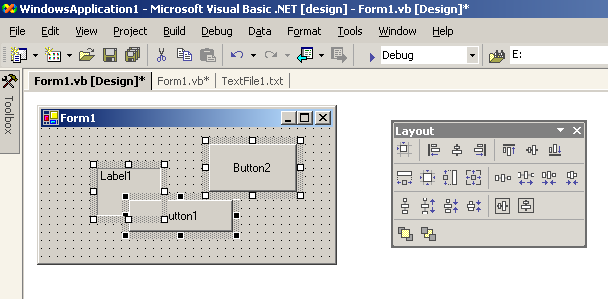 WindowsApplication1 - Microsoft Visual Basic .NET [design] - Form1.vb [Design]*
File Edit View Project Build Debug Data Format Tools Window Help
Debug E:
Form1.vb [Design]* Form1.vb* TextFile1.txt
Toolbox
Form1
Layout
Button2
Label1
utton1